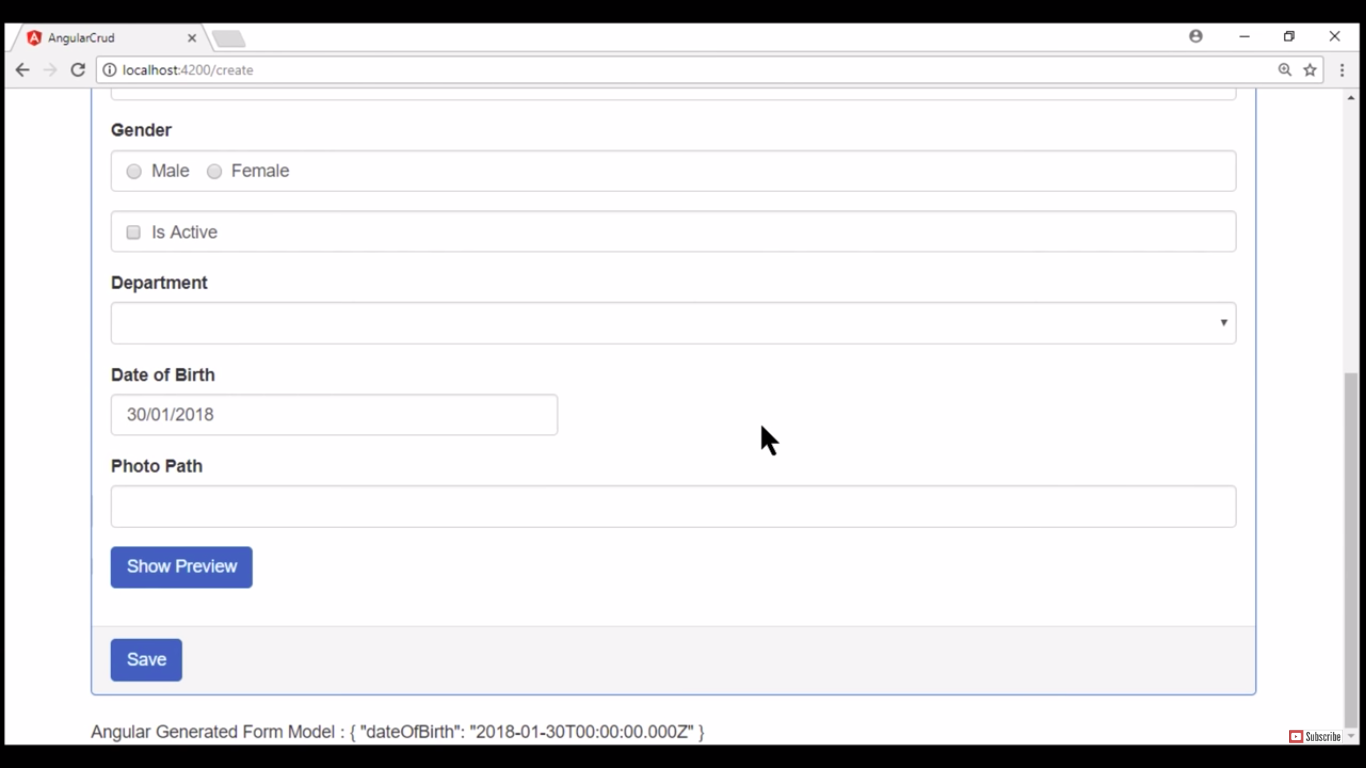 AngularCrud
localhost:4200/create
Gender
Male Female
Is Active
Department
Date of Birth
30/01/2018
Photo Path
Show Preview
Save
Angular Generated Form Model : { "dateOfBirth": "2018-01-30T00:00:00.000Z" }
Subscribe